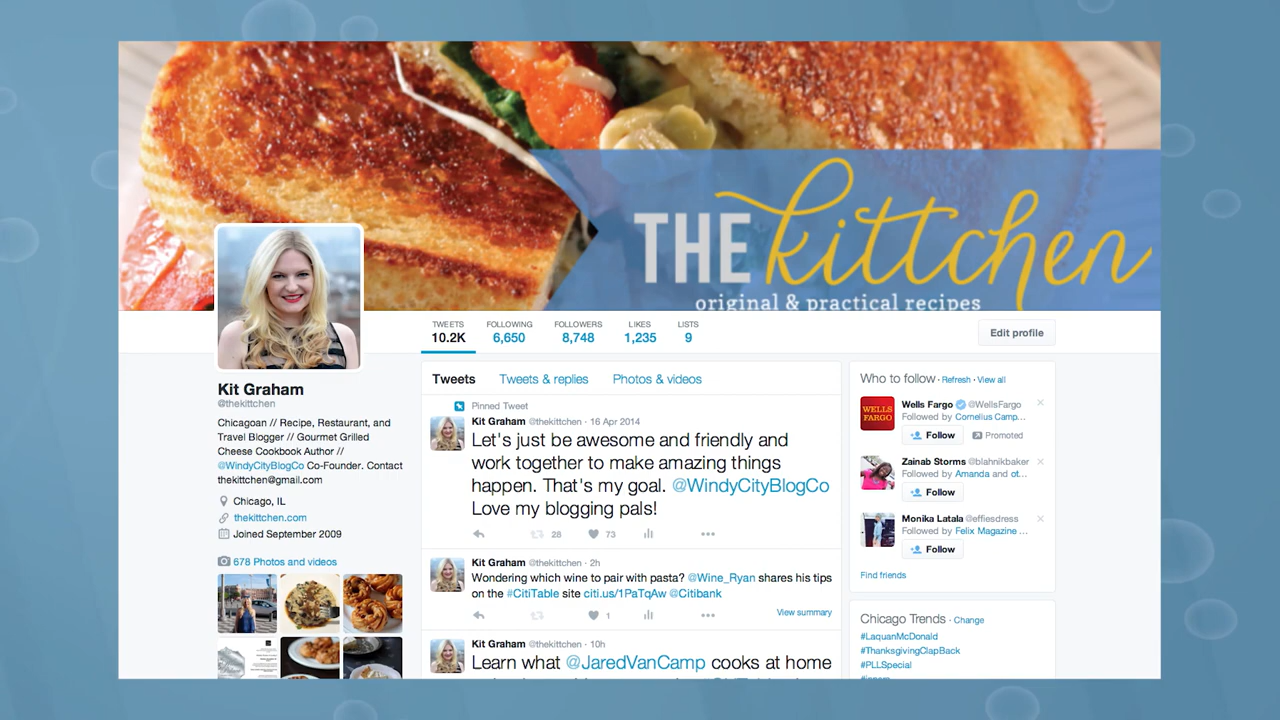 THE kittchen
original & practical recipes
TWEETS
10.2K
FOLLOWING
6,650
FOLLOWERS
8,748
LIKES
1,235
LISTS
9
Edit profile
Kit Graham
@thekittchen
Chicagoan // Recipe, Restaurant, and
Travel Blogger // Gourmet Grilled
Cheese Cookbook Author //
@WindyCityBlogCo Co-Founder. Contact
thekittchen@gmail.com
Chicago, IL
thekittchen.com
Joined September 2009
678 Photos and videos
Tweets
Tweets & replies
Photos & videos
Pinned Tweet
Kit Graham @thekittchen · 16 Apr 2014
Let's just be awesome and friendly and
work together to make amazing things
happen. That's my goal. @WindyCityBlogCo
Love my blogging pals!
28
73
Kit Graham @thekittchen · 2h
Wondering which wine to pair with pasta? @Wine_Ryan shares his tips
on the #CitiTable site citi.us/1PaTqAw @Citibank
1
View summary
Kit Graham @thekittchen · 10h
Learn what @JaredVanCamp cooks at home
Who to follow · Refresh · View all
WELLS
FARGO
Wells Fargo @WellsFargo
Followed by Cornelius Camp...
Follow
Promoted
Zainab Storms @blahnikbaker
Followed by Amanda and ot...
Follow
Monika Latala @effiesdress
Followed by Felix Magazine ...
Follow
Find friends
Chicago Trends · Change
#LaquanMcDonald
#ThanksgivingClapBack
#PLLSpecial